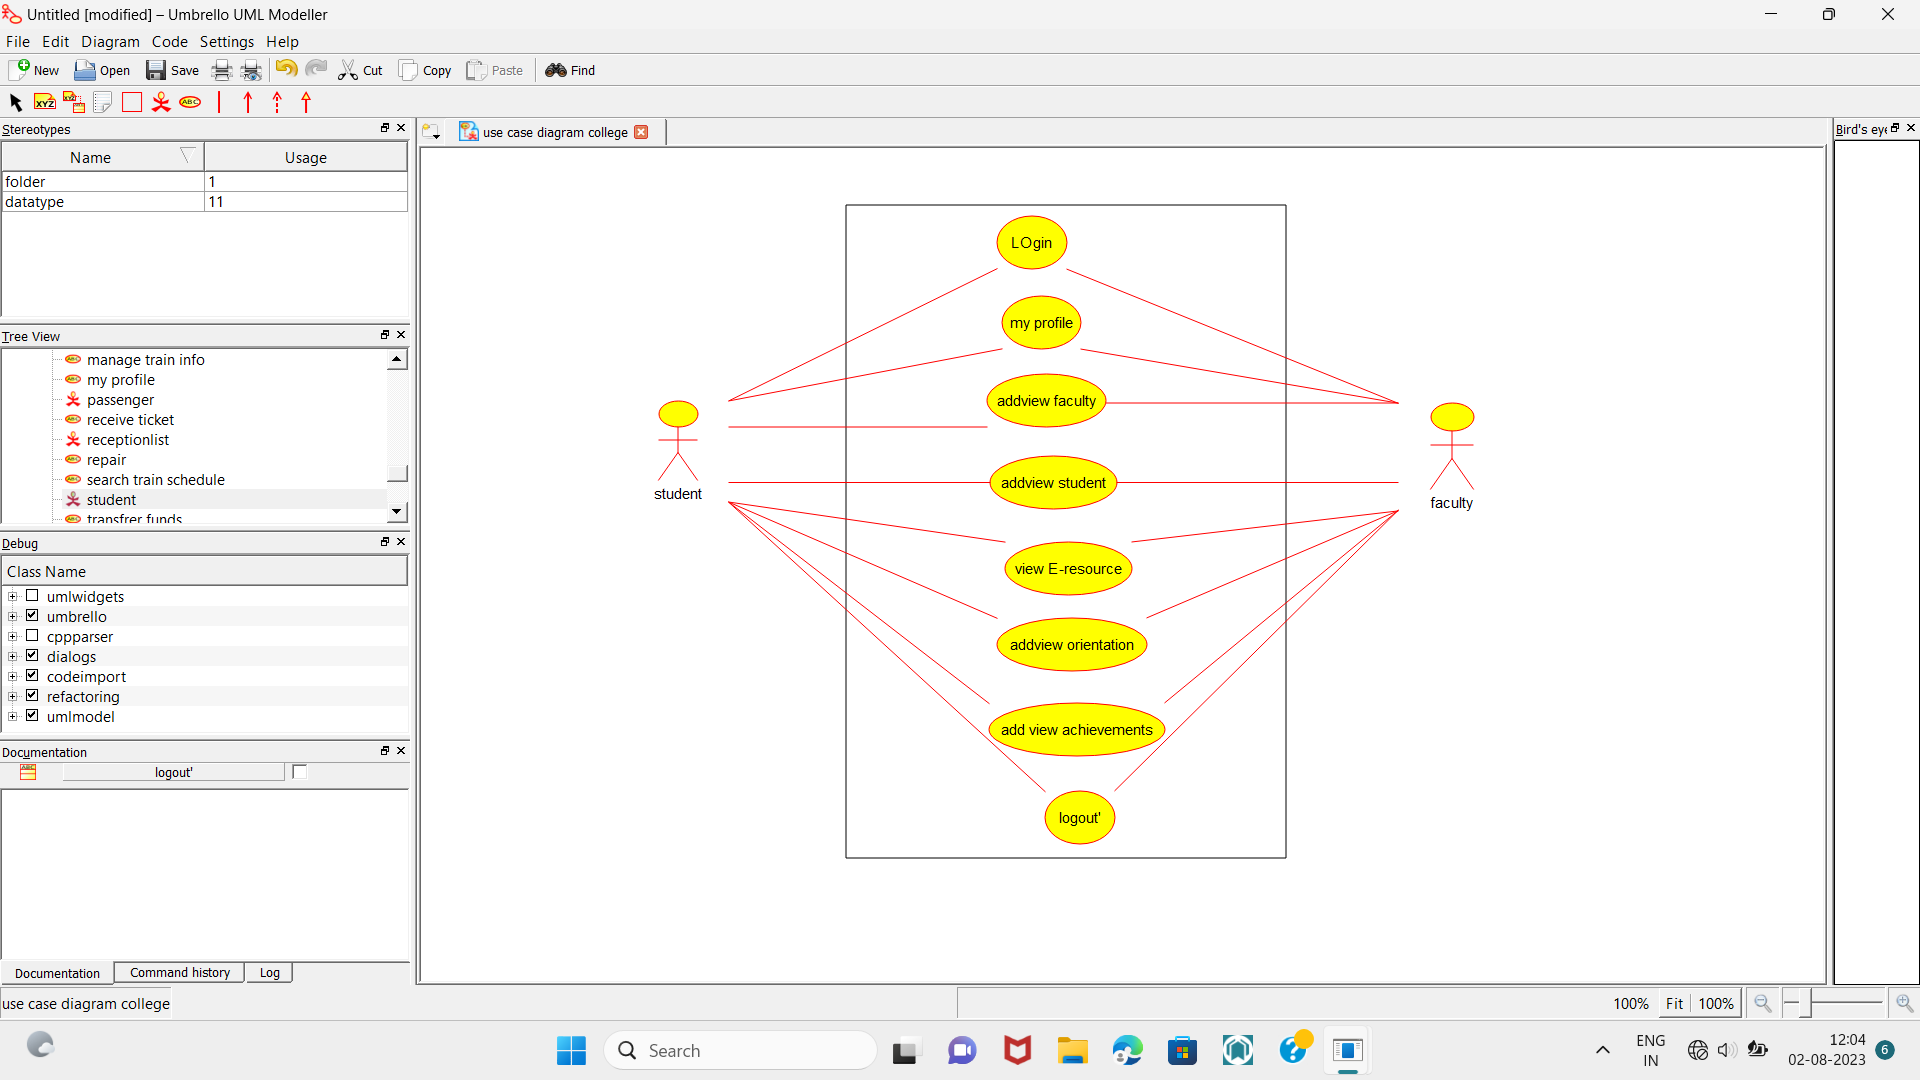 Untitled [modified] – Umbrello UML Modeller
File Edit Diagram Code Settings Help
New Open Save Cut Copy Paste Find
XYZ XYZ ABC
Stereotypes
Name Usage
folder 1
datatype 11
Tree View
manage train info
my profile
passenger
receive ticket
receptionlist
repair
search train schedule
student
transfrer funds
Debug
Class Name
umlwidgets
umbrello
cppparser
dialogs
codeimport
refactoring
umlmodel
Documentation
logout'
Documentation Command history Log
use case diagram college
use case diagram college
LOgin
my profile
addview faculty
addview student
view E-resource
addview orientation
add view achievements
logout'
student
faculty
Bird's eye
100% Fit 100%
Search
ENG
IN
12:04
02-08-2023
6